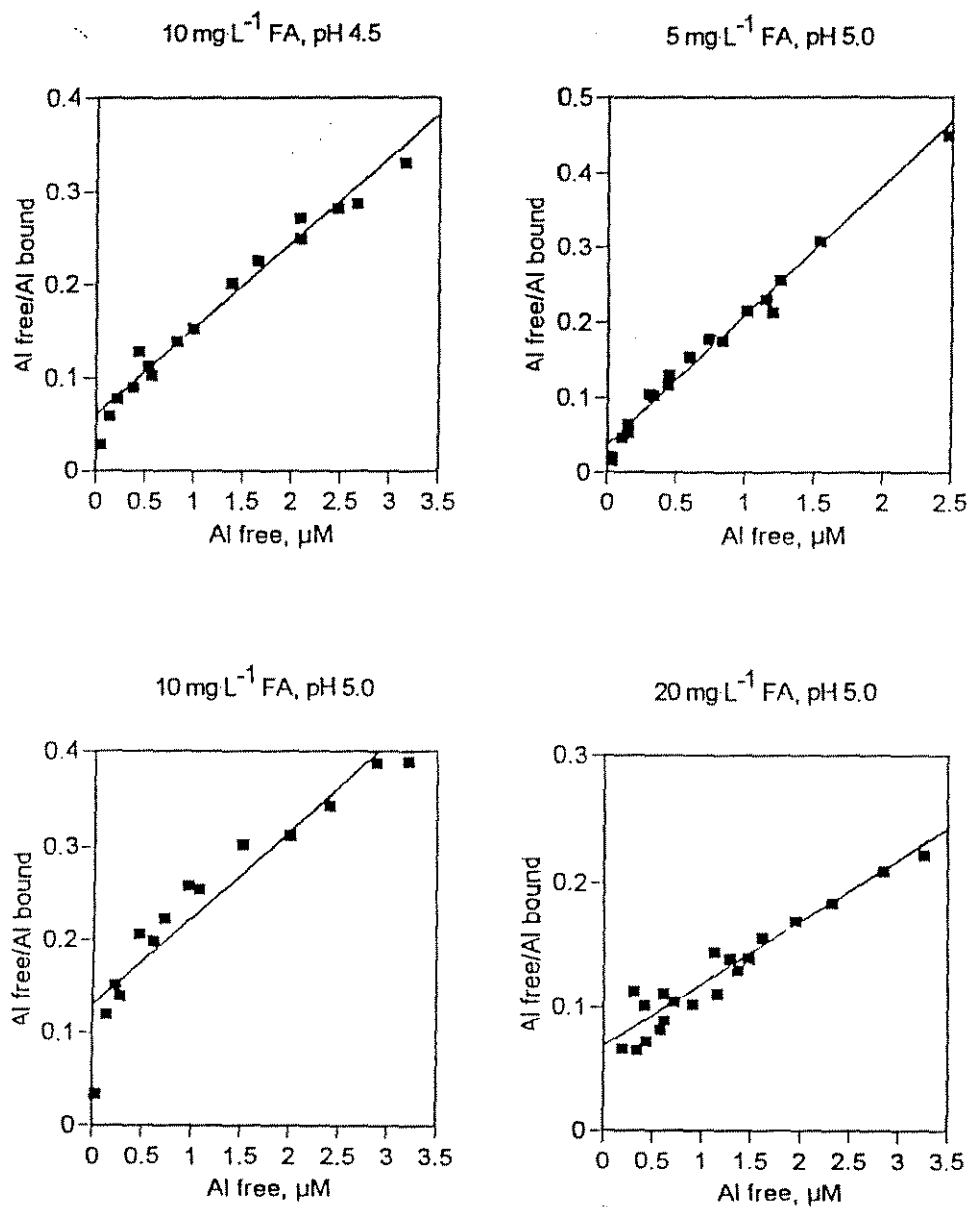 10 mg·L⁻¹ FA, pH 4.5
Al free/Al bound
0.4
0.3
0.2
0.1
0
0 0.5 1 1.5 2 2.5 3 3.5
Al free, µM
5 mg·L⁻¹ FA, pH 5.0
Al free/Al bound
0.5
0.4
0.3
0.2
0.1
0
0 0.5 1 1.5 2 2.5
Al free, µM
10 mg·L⁻¹ FA, pH 5.0
Al free/Al bound
0.4
0.3
0.2
0.1
0
0 0.5 1 1.5 2 2.5 3 3.5
Al free, µM
20 mg·L⁻¹ FA, pH 5.0
Al free/Al bound
0.3
0.2
0.1
0
0 0.5 1 1.5 2 2.5 3 3.5
Al free, µM